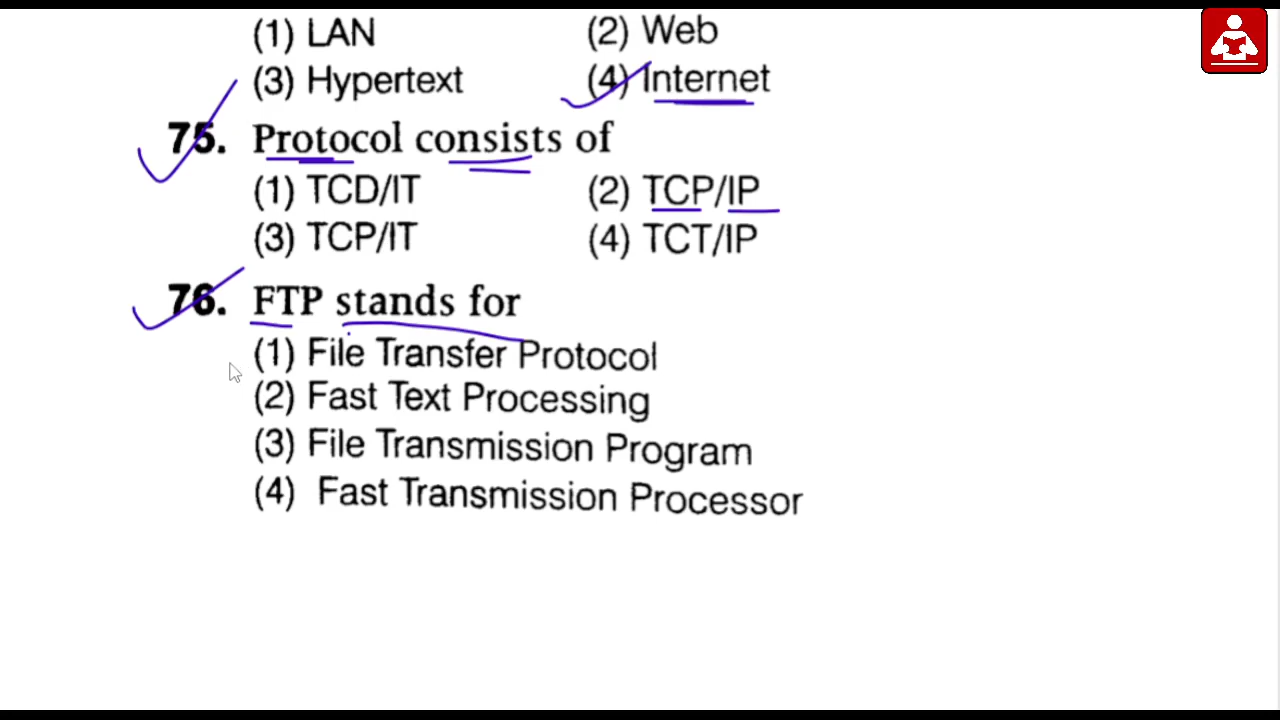 (1) LAN (2) Web
(3) Hypertext (4) Internet
75. Protocol consists of
(1) TCD/IT (2) TCP/IP
(3) TCP/IT (4) TCT/IP
76. FTP stands for
(1) File Transfer Protocol
(2) Fast Text Processing
(3) File Transmission Program
(4) Fast Transmission Processor